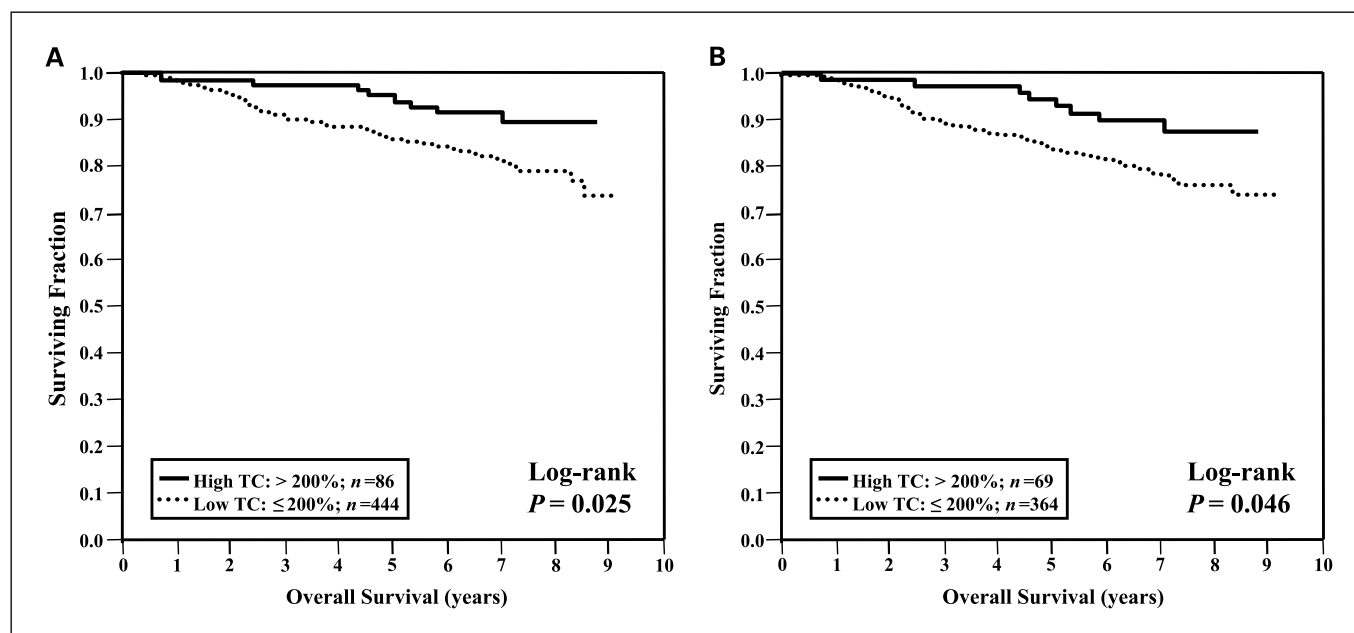 A
1.0
0.9
0.8
0.7
0.6
0.5
0.4
0.3
0.2
0.1
0.0
Surviving Fraction
High TC: > 200%; n=86
Low TC: ≤ 200%; n=444
Log-rank
P = 0.025
0 1 2 3 4 5 6 7 8 9 10
Overall Survival (years)
B
1.0
0.9
0.8
0.7
0.6
0.5
0.4
0.3
0.2
0.1
0.0
Surviving Fraction
High TC: > 200%; n=69
Low TC: ≤ 200%; n=364
Log-rank
P = 0.046
0 1 2 3 4 5 6 7 8 9 10
Overall Survival (years)